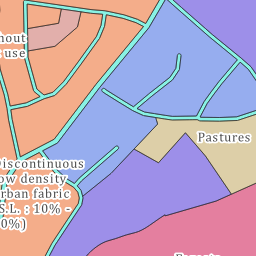 hout
use
Pastures
Discontinuous
ow density
rban fabric
S.L. : 10% -
0%)